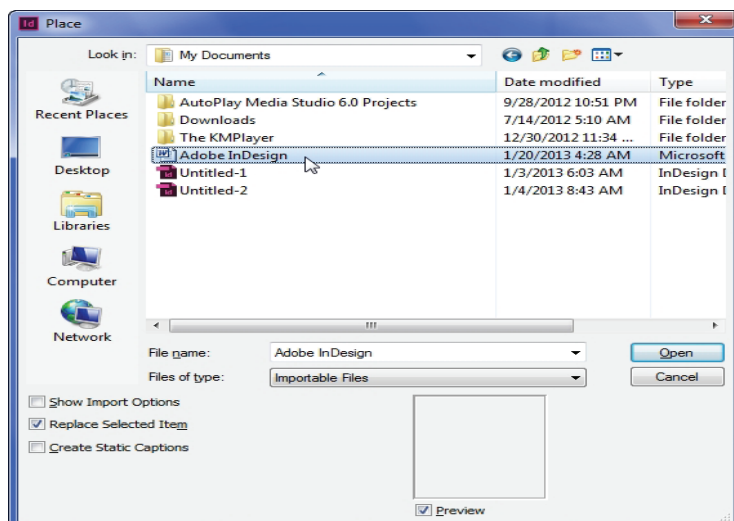 Id Place
Look in: My Documents
Name Date modified Type
Recent Places
Desktop
Libraries
Computer
Network
AutoPlay Media Studio 6.0 Projects 9/28/2012 10:51 PM File folder
Downloads 7/14/2012 5:10 AM File folder
The KMPlayer 12/30/2012 11:34 ... File folder
Adobe InDesign 1/20/2013 4:28 AM Microsoft
Untitled-1 1/3/2013 6:03 AM InDesign
Untitled-2 1/4/2013 8:43 AM InDesign
File name: Adobe InDesign Open
Files of type: Importable Files Cancel
Show Import Options
Replace Selected Item
Create Static Captions
Preview